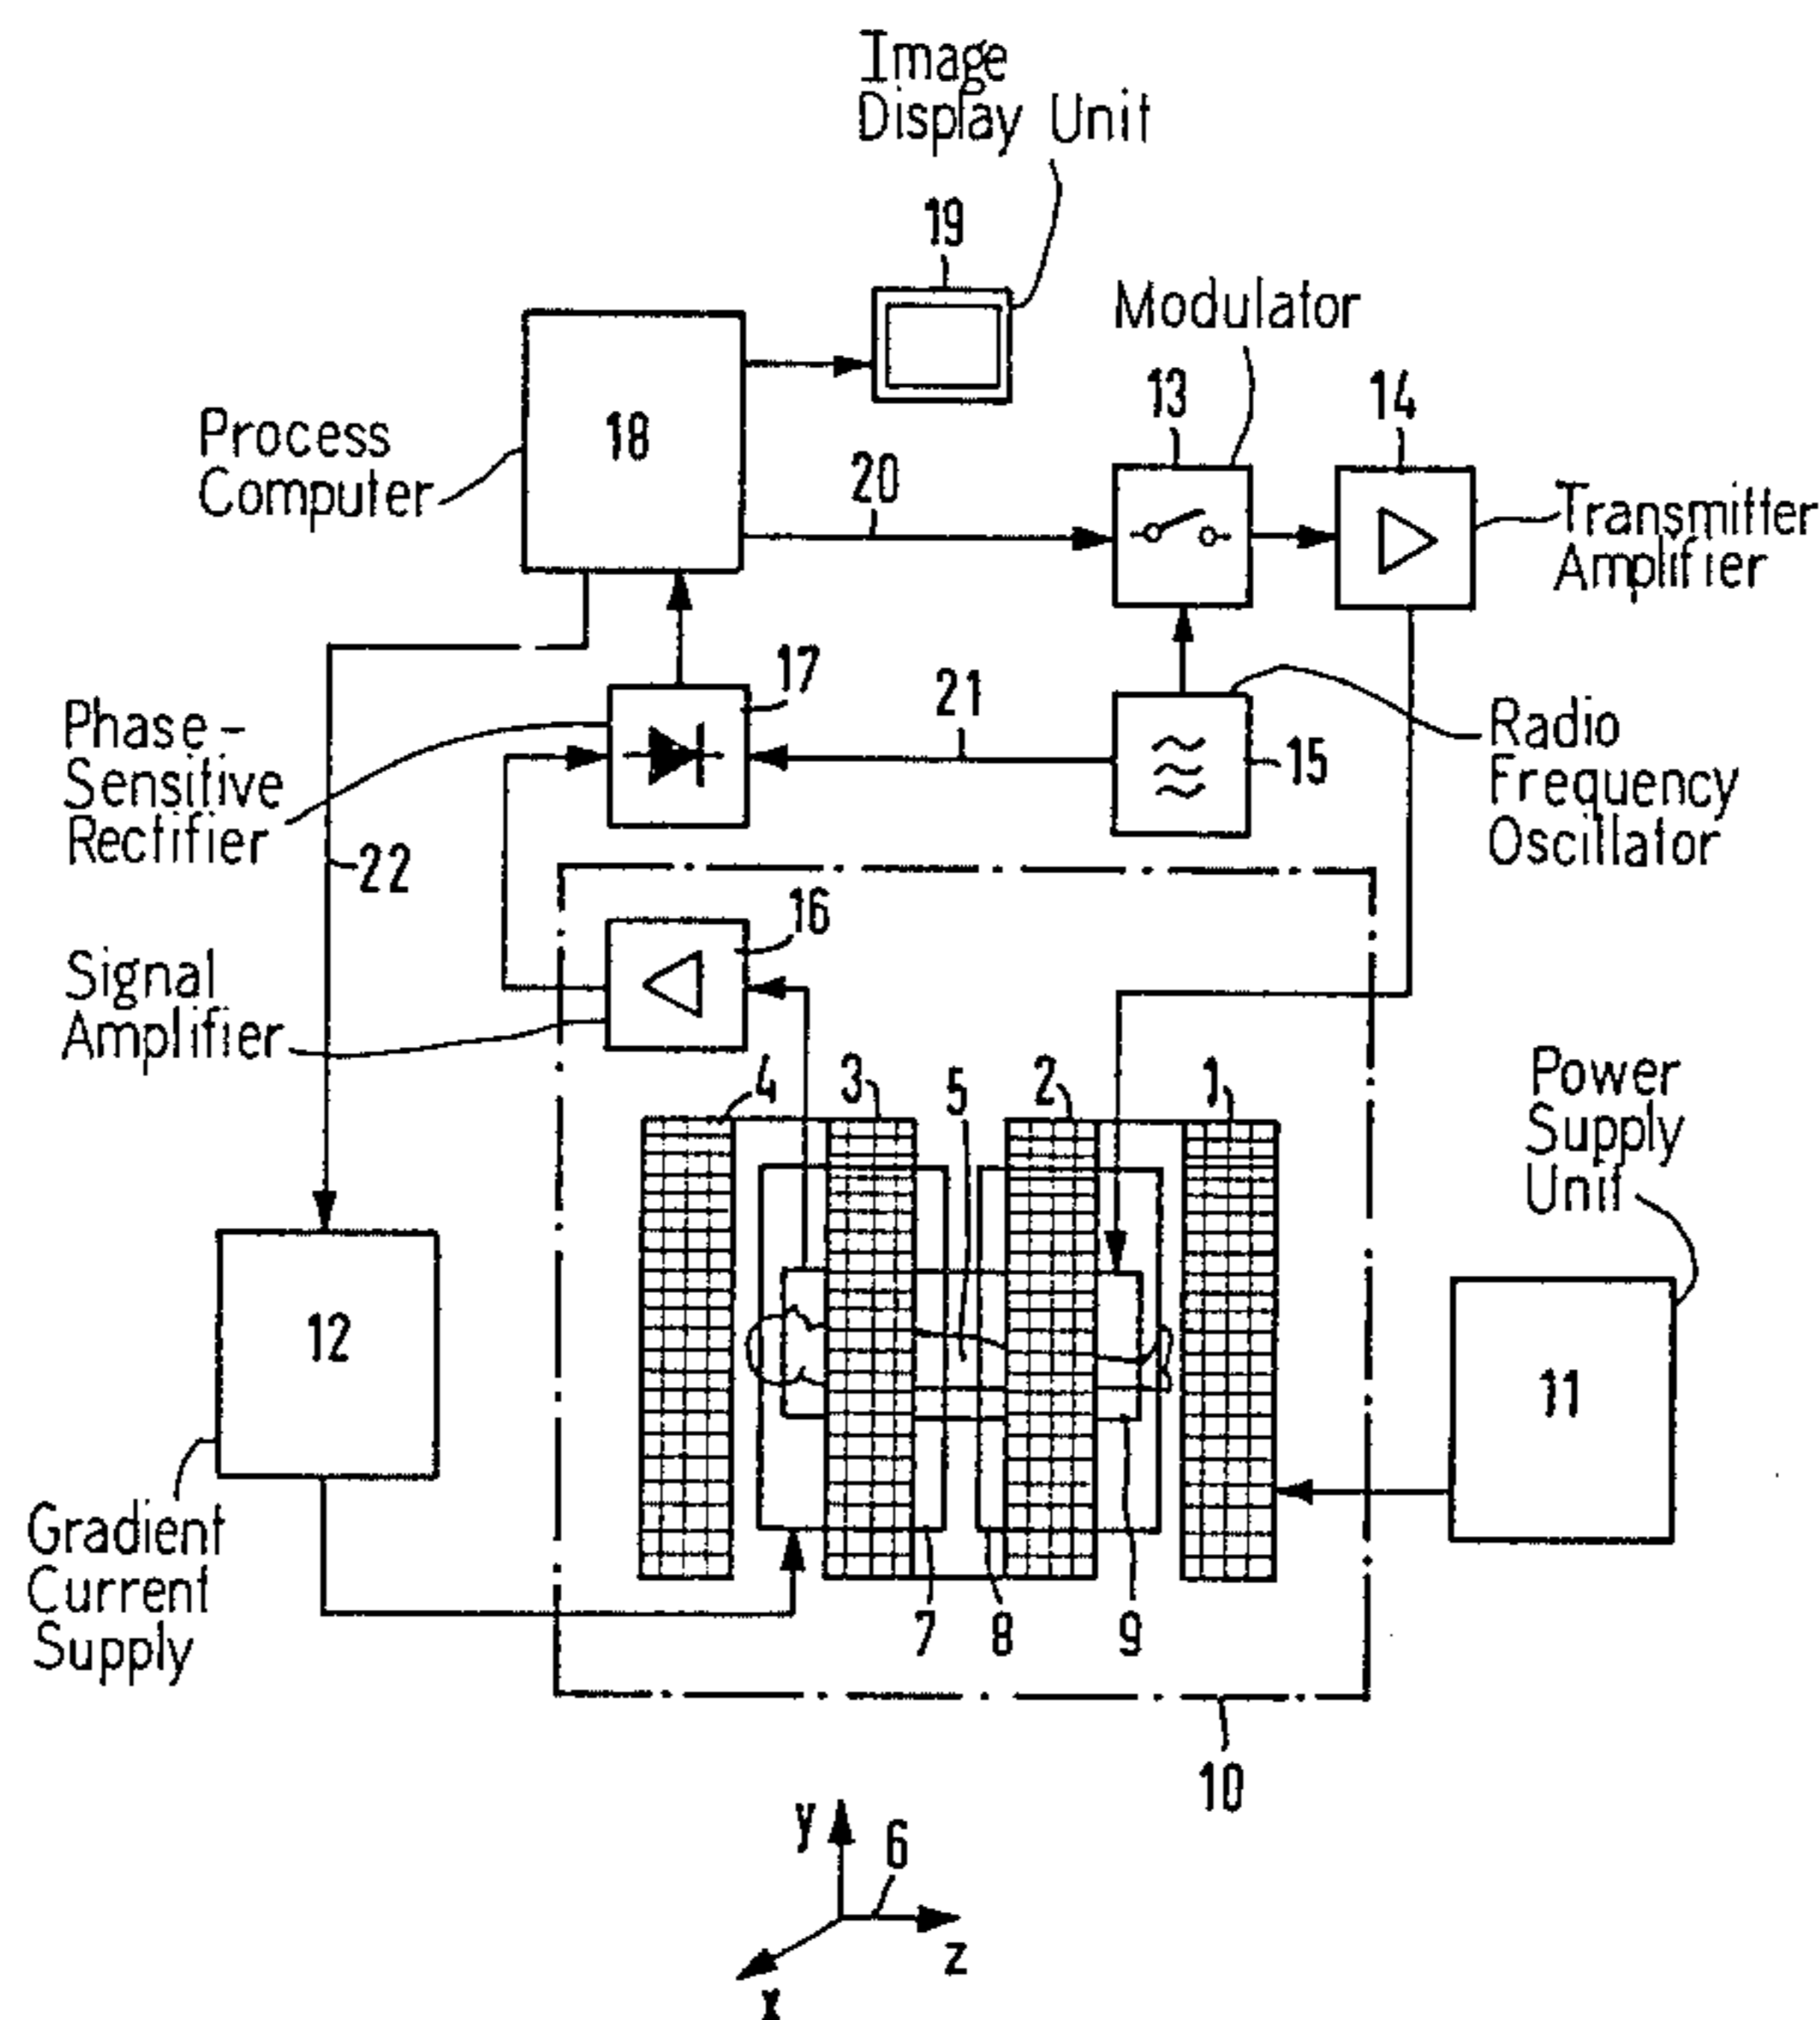 Image
Display Unit
19
Modulator
13
14
18
Process
Computer
20
Transmitter
Amplifier
17
21
Phase-
Sensitive
Rectifier
15
Radio
Frequency
Oscillator
22
16
Signal
Amplifier
4
3
5
2
1
Power
Supply
Unit
12
11
Gradient
Current
Supply
7
8
9
10
y
6
z
x